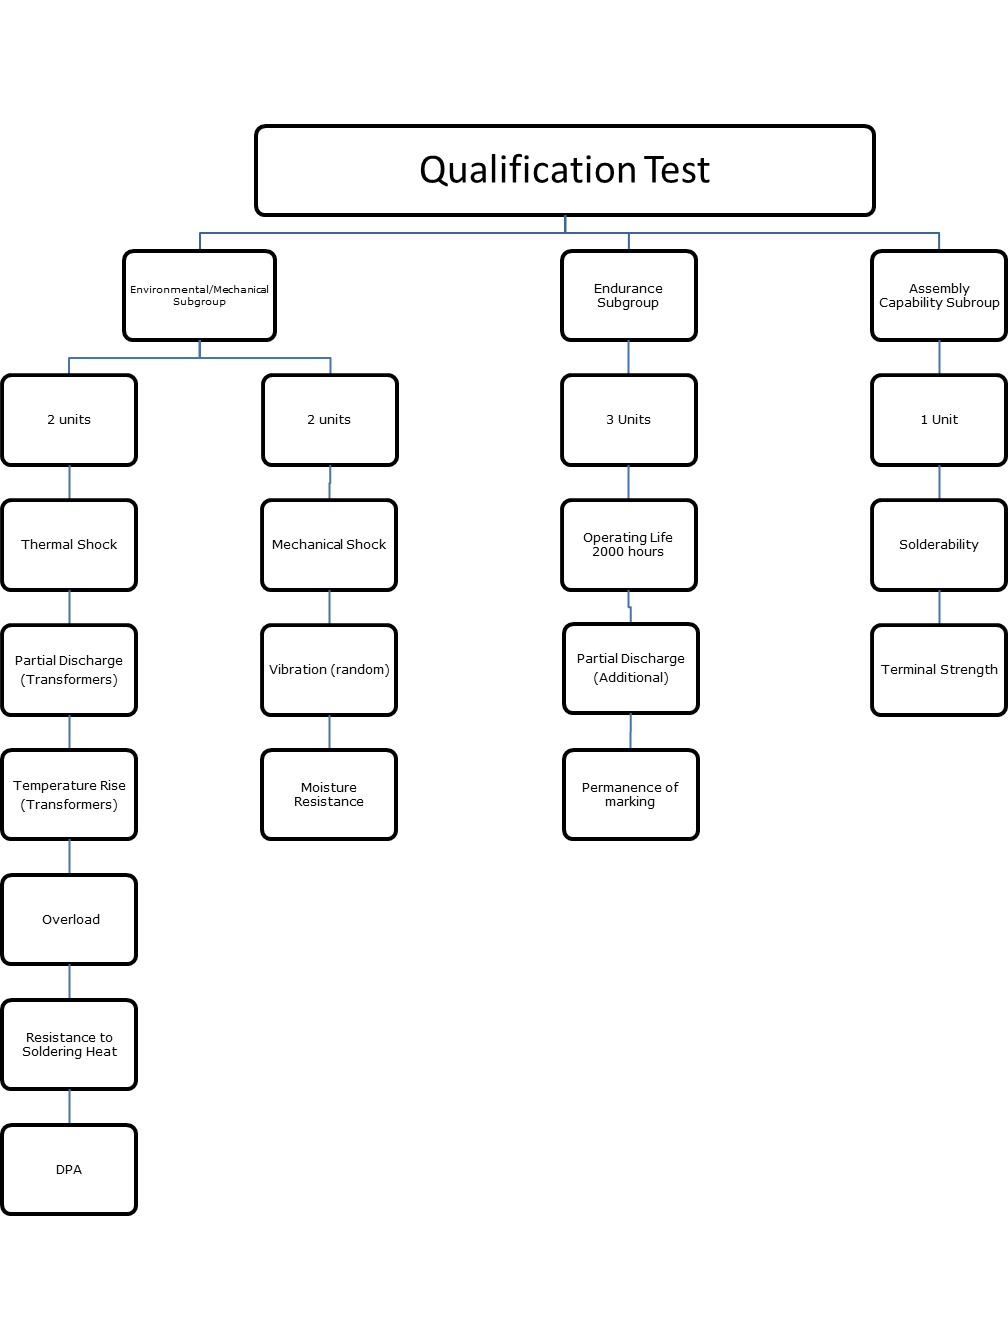 Qualification Test
Environmental/Mechanical
Subgroup
Endurance
Subgroup
Assembly
Capability Subroup
2 units
2 units
3 Units
1 Unit
Thermal Shock
Mechanical Shock
Operating Life
2000 hours
Solderability
Partial Discharge
(Transformers)
Vibration (random)
Partial Discharge
(Additional)
Terminal Strength
Temperature Rise
(Transformers)
Moisture
Resistance
Permanence of
marking
Overload
Resistance to
Soldering Heat
DPA